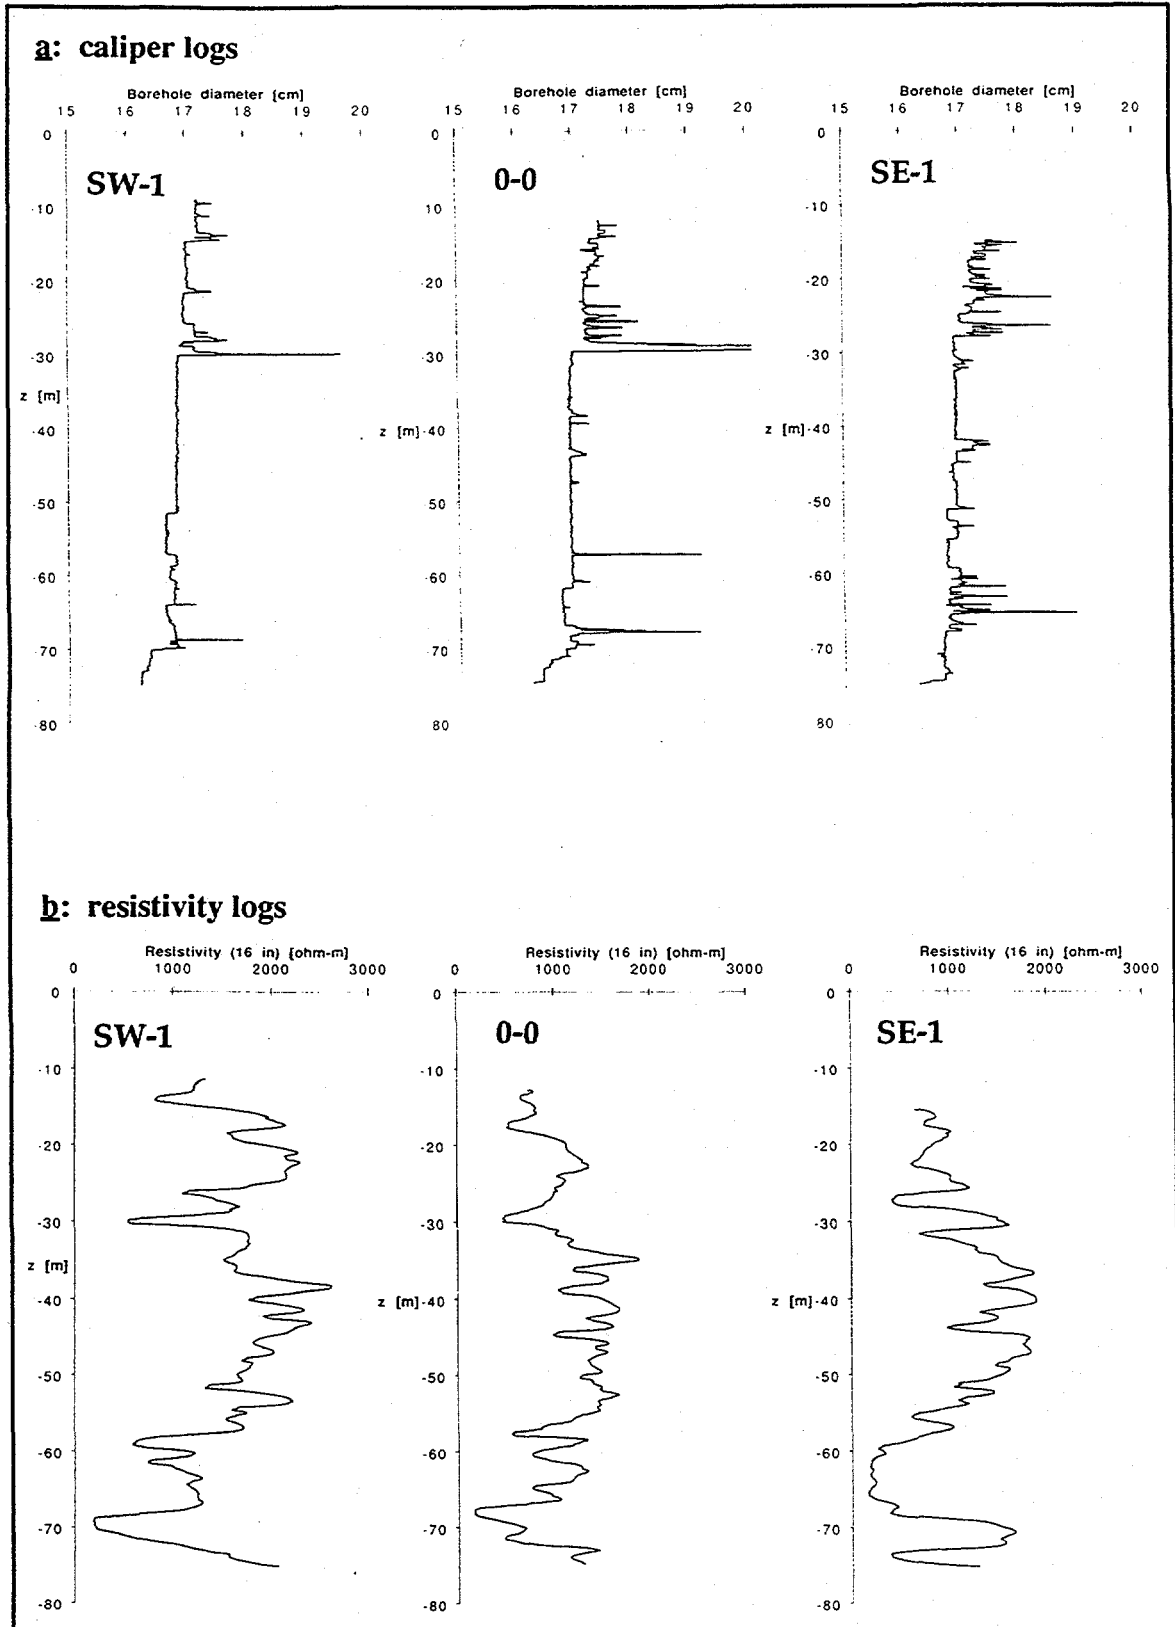 a: caliper logs
Borehole diameter [cm]
15 16 17 18 19 20
0
SW-1
-10
-20
-30
z [m]
-40
-50
-60
-70
-80
Borehole diameter [cm]
15 16 17 18 19 20
0
0-0
10
-20
-30
z [m]-40
50
-60
-70
80
Borehole diameter [cm]
15 16 17 18 19 20
0
SE-1
-10
-20
-30
z [m]-40
-50
-60
-70
80
b: resistivity logs
Resistivity (16 in) [ohm-m]
0 1000 2000 3000
0
SW-1
-10
-20
-30
z [m]
-40
-50
-60
-70
-80
Resistivity (16 in) [ohm-m]
0 1000 2000 3000
0
0-0
-10
-20
-30
z [m]-40
-50
-60
-70
-80
Resistivity (16 in) [ohm-m]
0 1000 2000 3000
0
SE-1
-10
-20
-30
z [m]-40
-50
-60
-70
-80